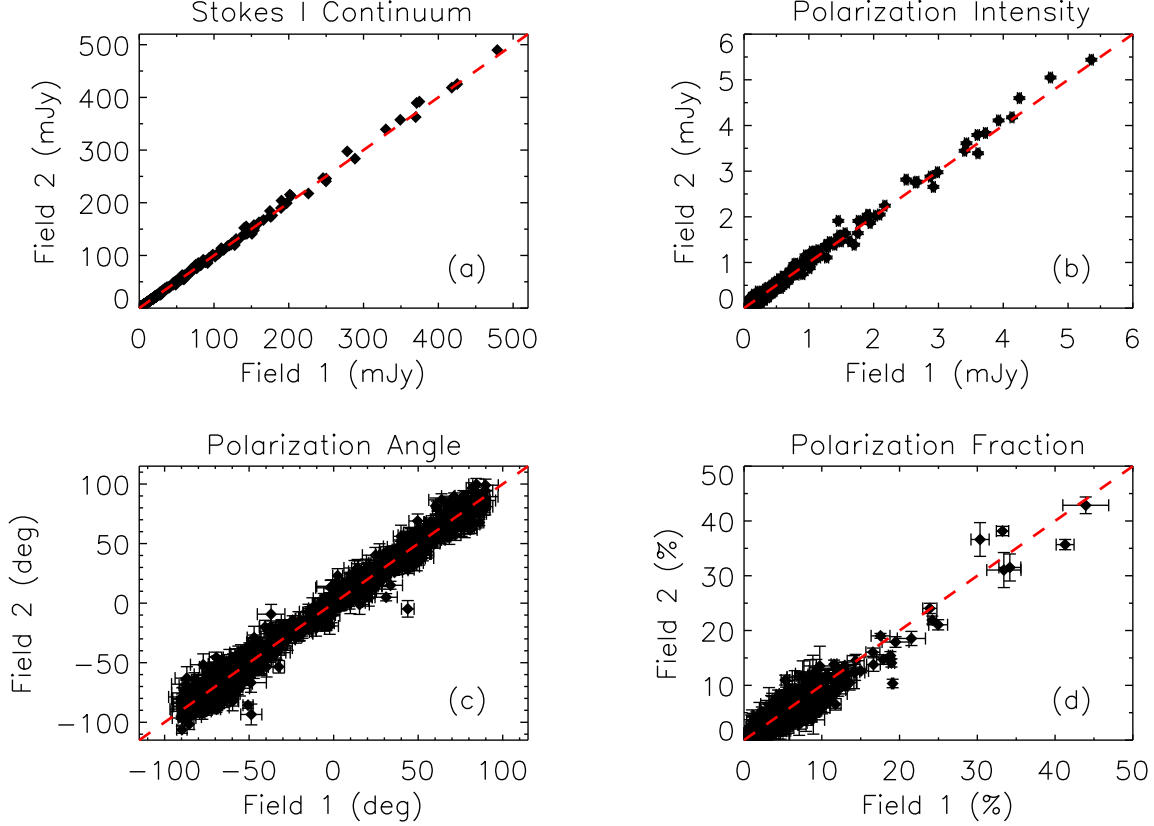 Stokes I Continuum
500
400
300
200
100
0
Field 2 (mJy)
(a)
0 100 200 300 400 500
Field 1 (mJy)
Polarization Intensity
6
5
4
3
2
1
0
Field 2 (mJy)
(b)
0 1 2 3 4 5 6
Field 1 (mJy)
Polarization Angle
100
50
0
−50
−100
Field 2 (deg)
(c)
−100 −50 0 50 100
Field 1 (deg)
Polarization Fraction
50
40
30
20
10
0
Field 2 (%)
(d)
0 10 20 30 40 50
Field 1 (%)